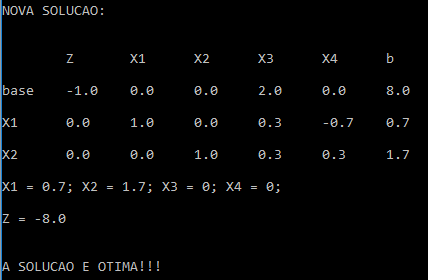 NOVA SOLUCAO:
Z X1 X2 X3 X4 b
base -1.0 0.0 0.0 2.0 0.0 8.0
X1 0.0 1.0 0.0 0.3 -0.7 0.7
X2 0.0 0.0 1.0 0.3 0.3 1.7
X1 = 0.7; X2 = 1.7; X3 = 0; X4 = 0;
Z = -8.0
A SOLUCAO E OTIMA!!!